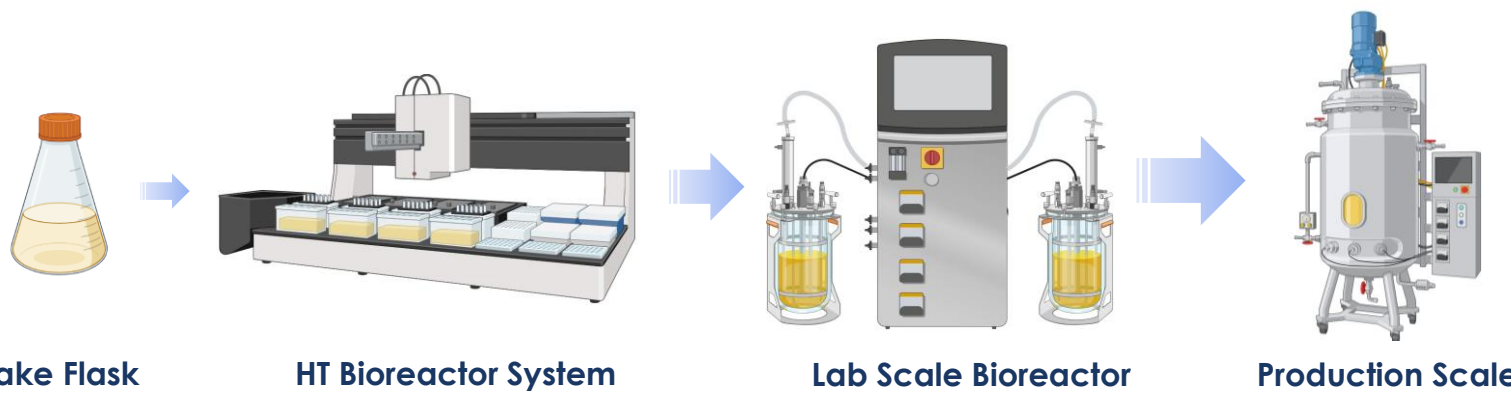 ake Flask
HT Bioreactor System
Lab Scale Bioreactor
Production Scale